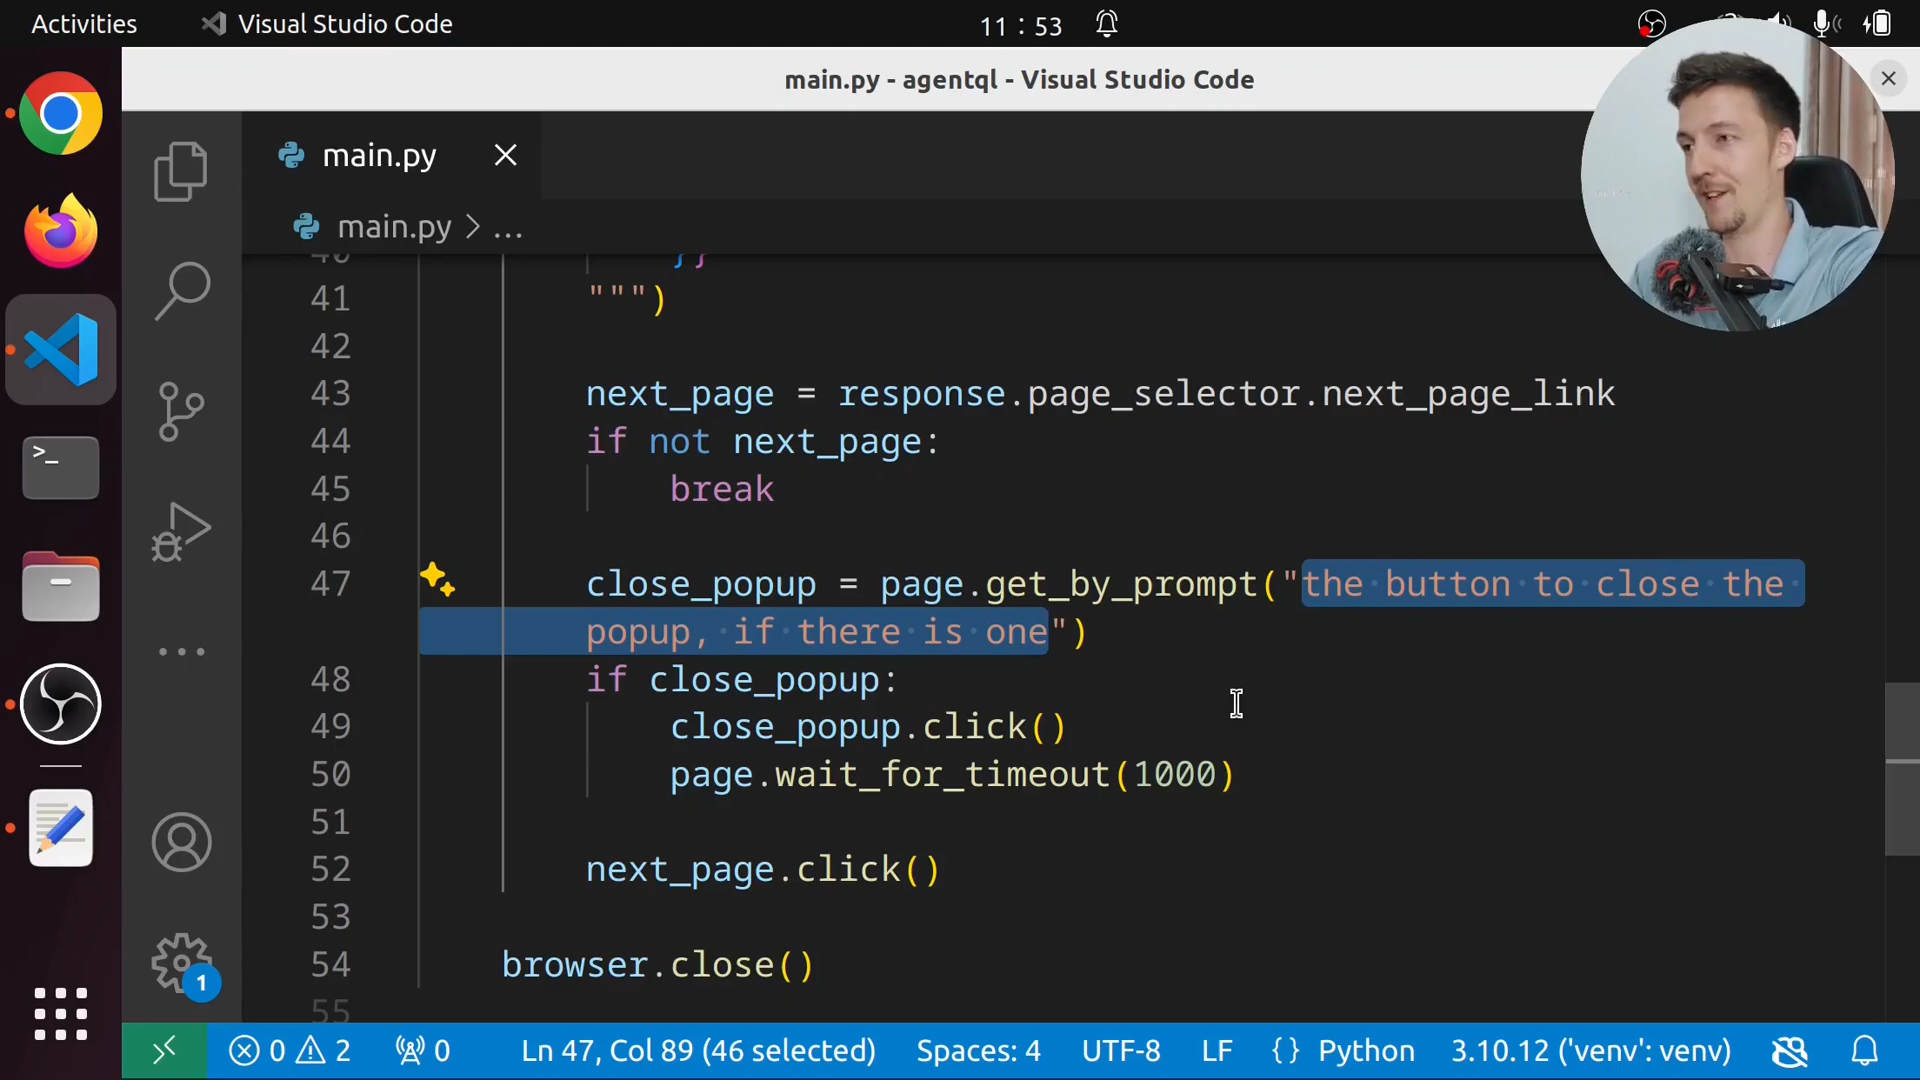 Activities
Visual Studio Code
11 : 53
main.py - agentql - Visual Studio Code
main.py
main.py > ...
40 }}
41 """)
42
43 next_page = response.page_selector.next_page_link
44 if not next_page:
45 break
46
47 close_popup = page.get_by_prompt("the button to close the
popup, if there is one")
48 if close_popup:
49 close_popup.click()
50 page.wait_for_timeout(1000)
51
52 next_page.click()
53
54 browser.close()
55
1
0 2 0 Ln 47, Col 89 (46 selected) Spaces: 4 UTF-8 LF {} Python 3.10.12 ('venv': venv)